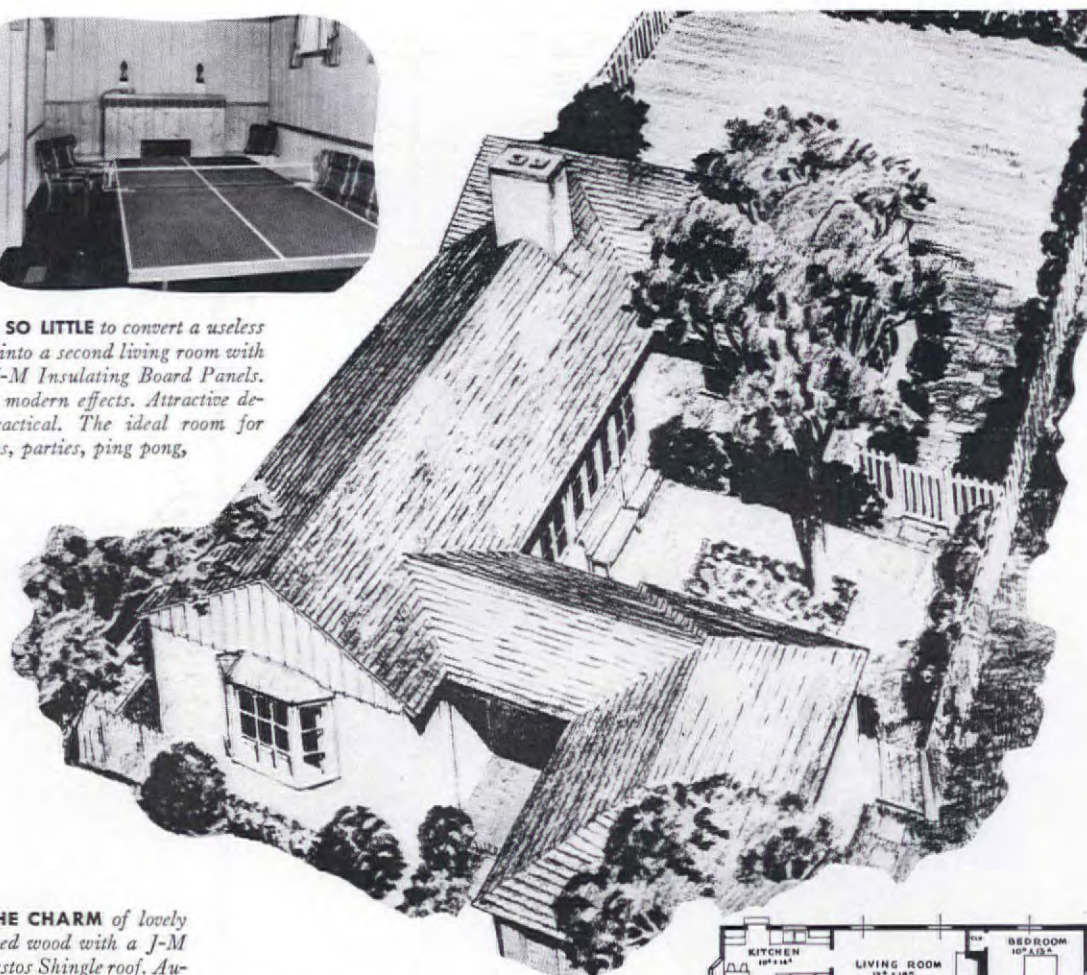 SO LITTLE to convert a useless
into a second living room with
-M Insulating Board Panels.
modern effects. Attractive de-
ractical. The ideal room for
s, parties, ping pong,
HE CHARM of lovely
ed wood with a J-M
stos Shingle roof. Au-
KITCHEN
LIVING ROOM
CLO
BEDROOM